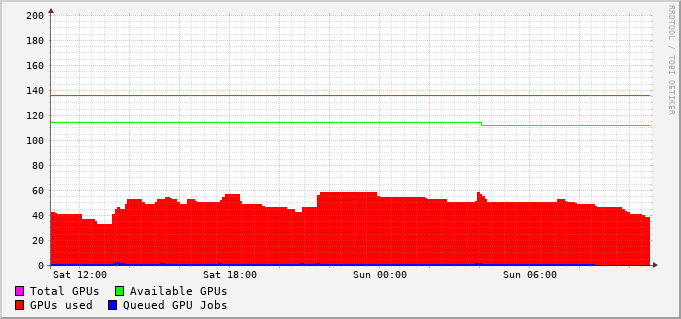 200
180
160
140
120
100
80
60
40
20
0
Sat 12:00 Sat 18:00 Sun 00:00 Sun 06:00
Total GPUs Available GPUs
GPUs used Queued GPU Jobs
RRDTOOL / TOBI OETIKER